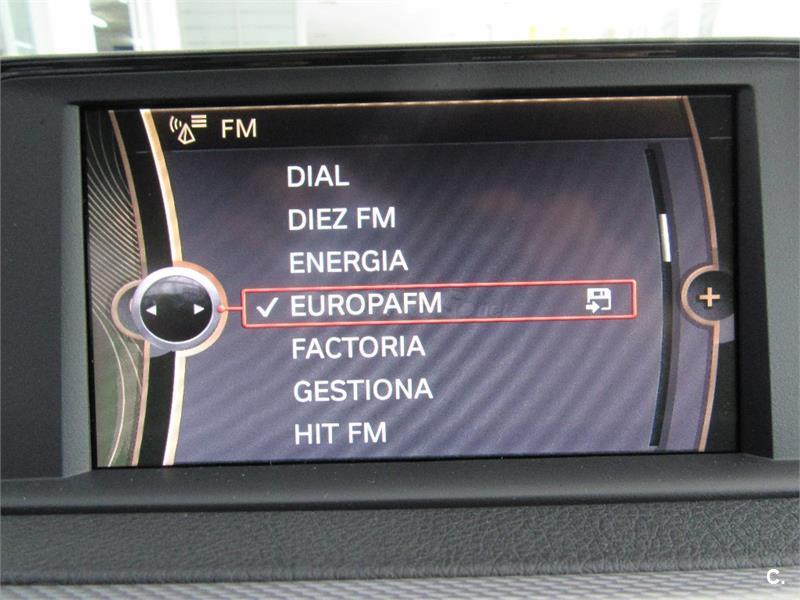 FM
DIAL
DIEZ FM
ENERGIA
EUROPAFM
FACTORIA
GESTIONA
HIT FM
c.